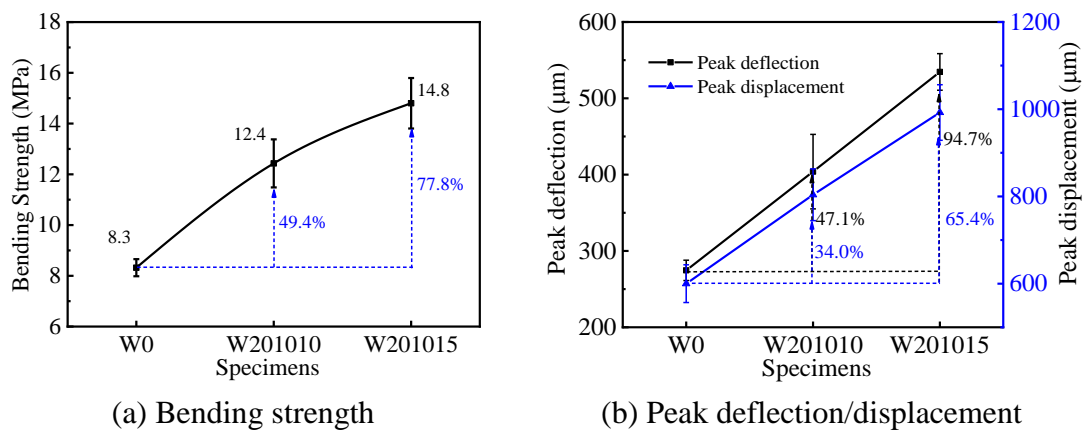 18
16
14
12
10
8
6
Bending Strength (MPa)
8.3
12.4
14.8
49.4%
77.8%
W0
W201010
W201015
Specimens
(a) Bending strength
600
500
400
300
200
Peak deflection (μm)
Peak deflection
Peak displacement
47.1%
34.0%
94.7%
65.4%
1200
1000
800
600
Peak displacement (μm)
W0
W201010
W201015
Specimens
(b) Peak deflection/displacement